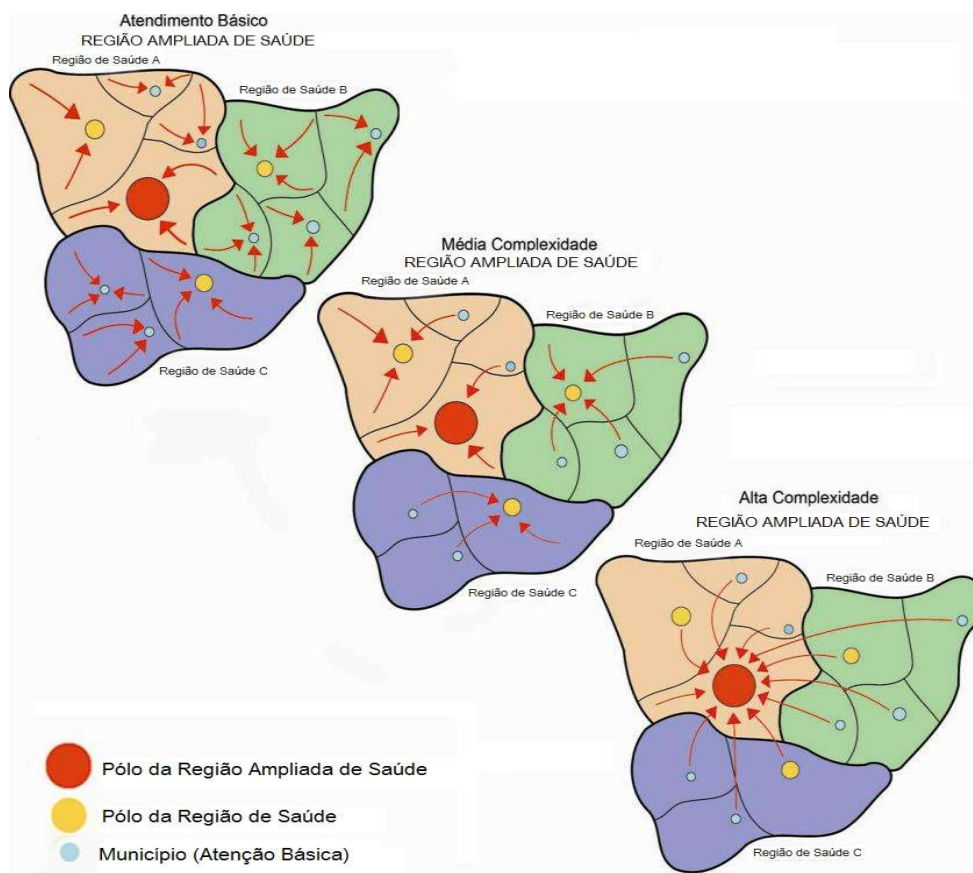 Atendimento Básico
REGIÃO AMPLIADA DE SAÚDE
Região de Saúde A
Região de Saúde B
Região de Saúde C
Média Complexidade
REGIÃO AMPLIADA DE SAÚDE
Região de Saúde A
Região de Saúde B
Região de Saúde C
Alta Complexidade
REGIÃO AMPLIADA DE SAÚDE
Região de Saúde A
Região de Saúde B
Região de Saúde C
Pólo da Região Ampliada de Saúde
Pólo da Região de Saúde
Município (Atenção Básica)